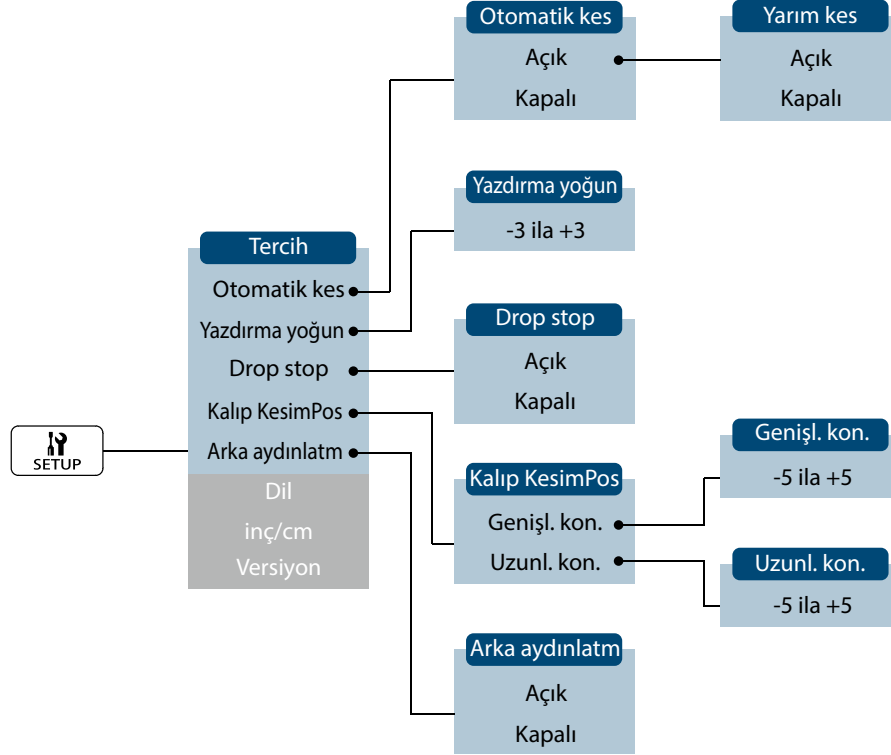 SETUP
Tercih
Otomatik kes
Yazdırma yoğun
Drop stop
Kalıp KesimPos
Arka aydınlatm
Dil
inç/cm
Versiyon
Otomatik kes
Açık
Kapalı
Yarım kes
Açık
Kapalı
Yazdırma yoğun
-3 ila +3
Drop stop
Açık
Kapalı
Kalıp KesimPos
Genişl. kon.
Uzunl. kon.
Genişl. kon.
-5 ila +5
Uzunl. kon.
-5 ila +5
Arka aydınlatm
Açık
Kapalı